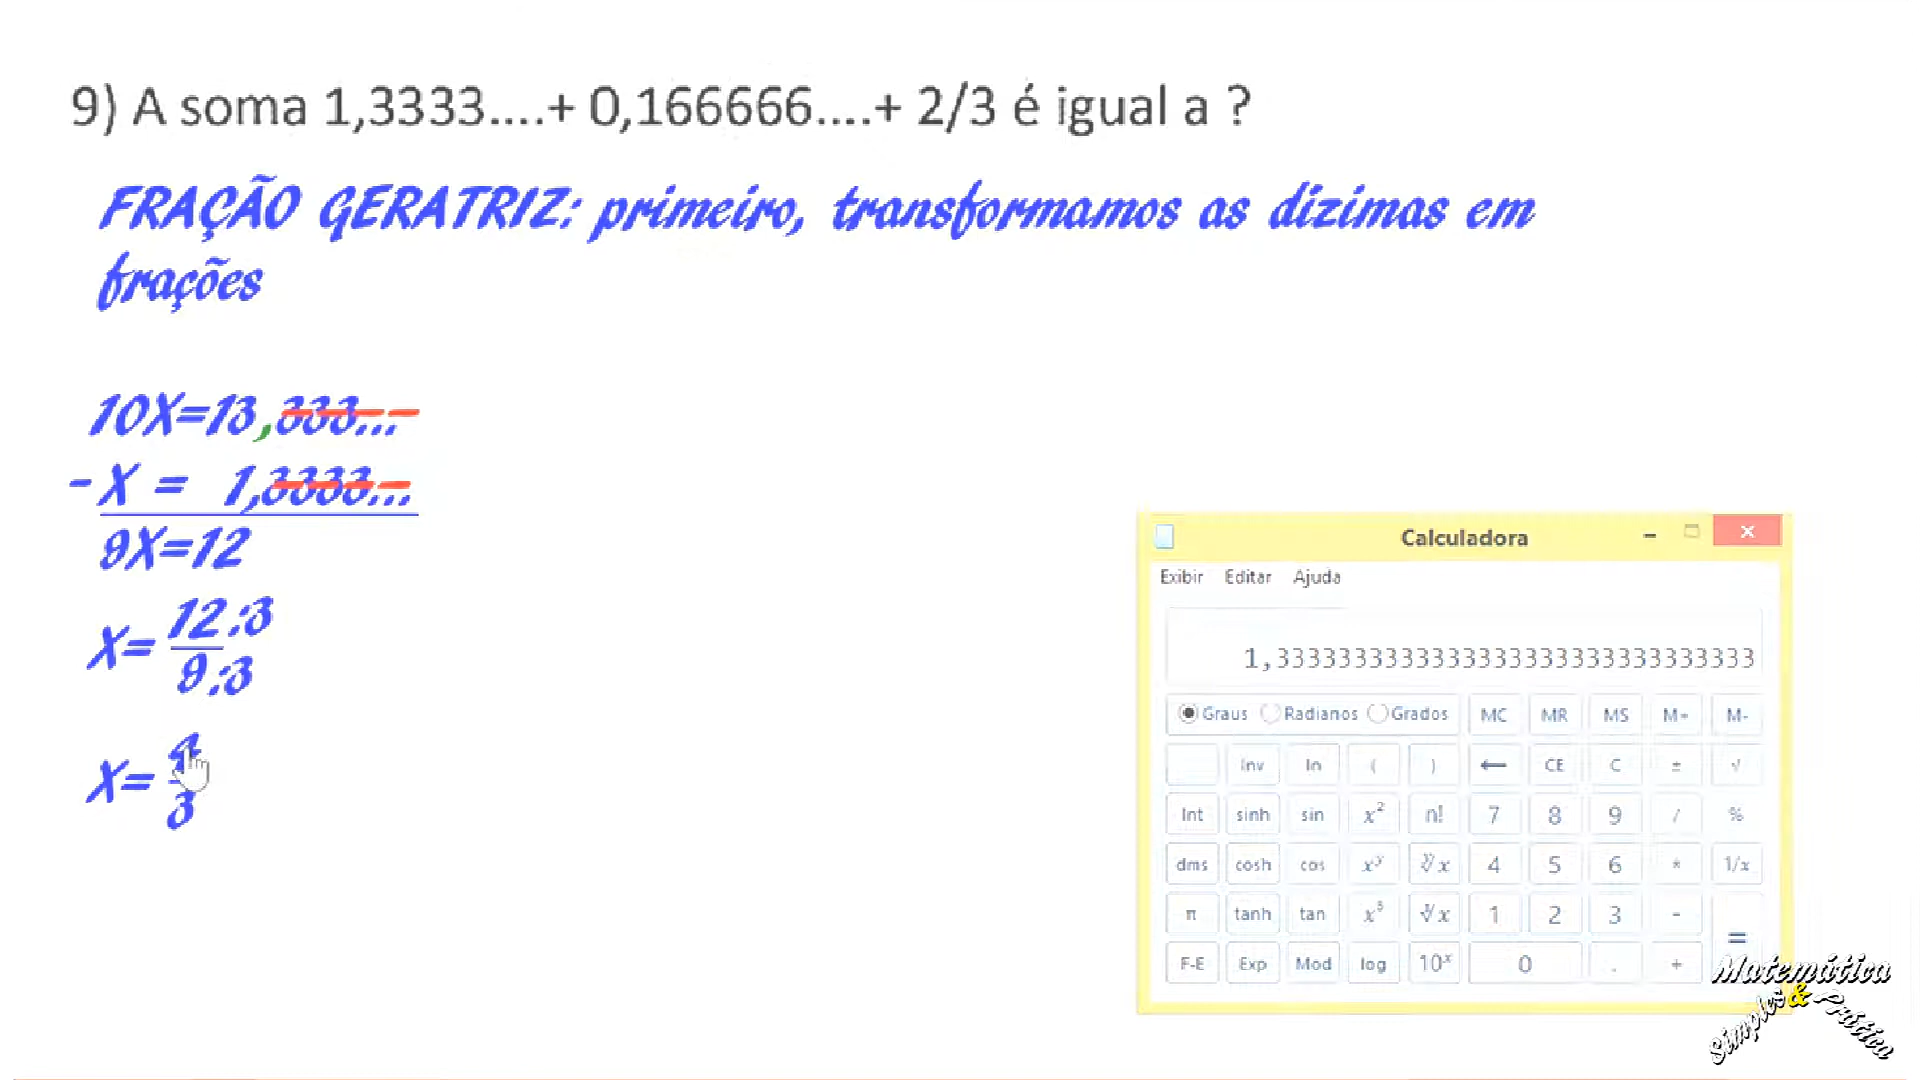 9) A soma 1,3333....+ 0,166666....+ 2/3 é igual a ?
FRAÇÃO GERATRIZ: primeiro, transformamos as dízimas em
frações
10X=13,333...
-X = 1,3333...
9X=12
X= 12:3
9:3
X= 4
3
Calculadora
Exibir Editar Ajuda
1,33333333333333333333333333333333
Graus Radianos Grados MC MR MS M+ M-
Inv ln ( ) ← CE C ± √
Int sinh sin x² n! 7 8 9 / %
dms cosh cos xʸ ʸ√x 4 5 6 * 1/x
π tanh tan x³ ³√x 1 2 3 - =
F-E Exp Mod log 10ˣ 0 . +
Matemática
Simples & Prática